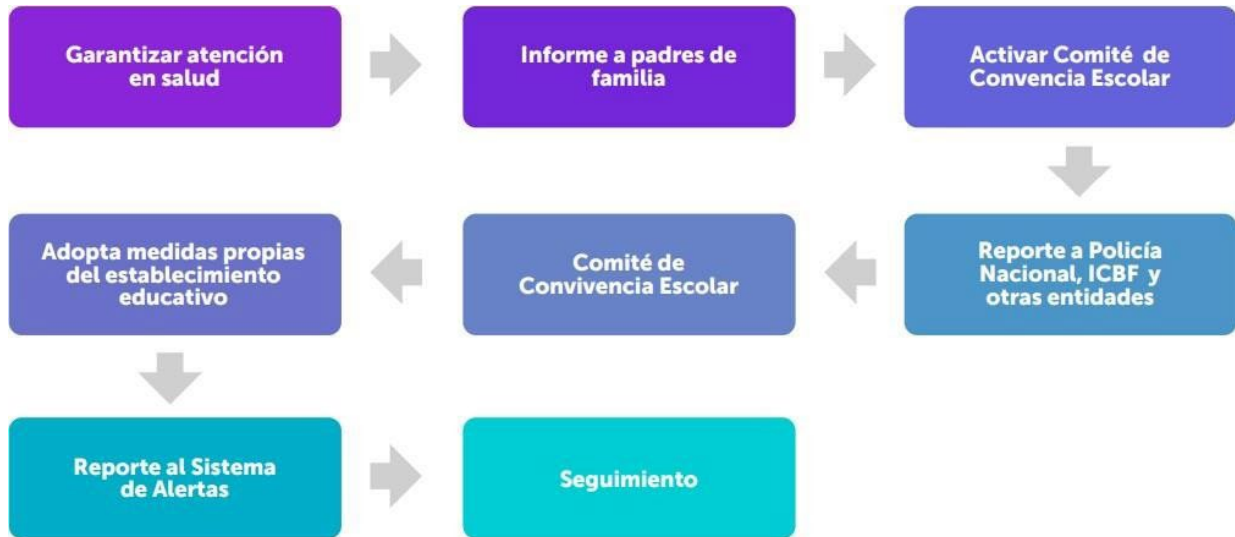 Garantizar atención
en salud
Informe a padres de
familia
Activar Comité de
Convencia Escolar
Reporte a Policía
Nacional, ICBF y
otras entidades
Comité de
Convivencia Escolar
Adopta medidas propias
del establecimiento
educativo
Reporte al Sistema
de Alertas
Seguimiento